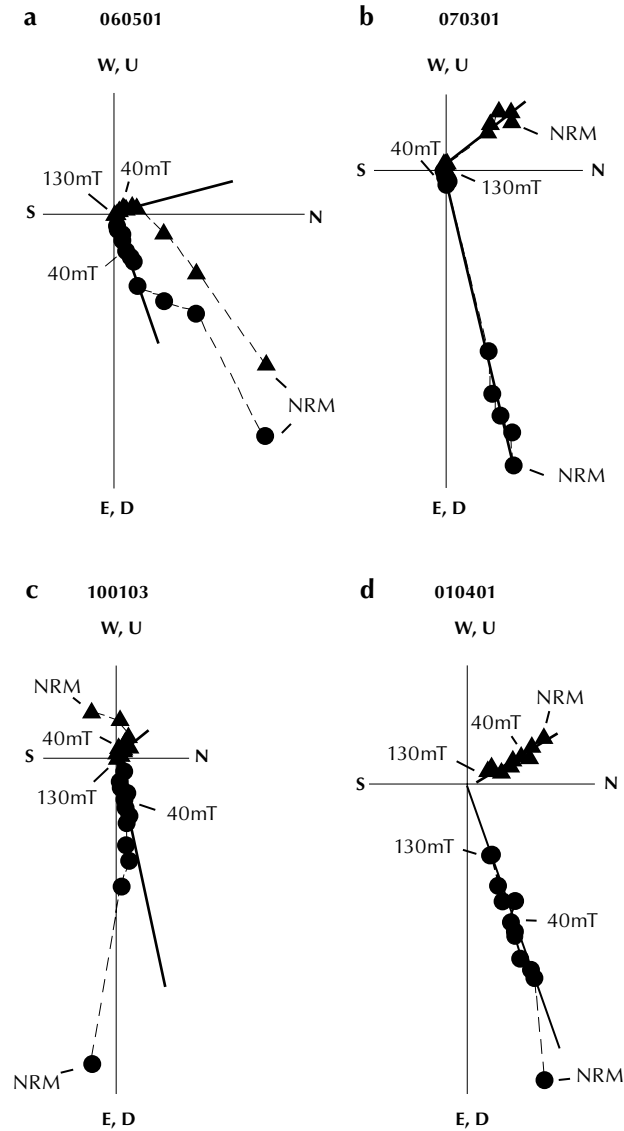 a 060501
W, U
130mT
40mT
S
N
40mT
NRM
E, D
b 070301
W, U
NRM
40mT
S
N
130mT
NRM
E, D
c 100103
W, U
NRM
40mT
S
N
130mT
40mT
NRM
E, D
d 010401
W, U
NRM
40mT
130mT
S
N
130mT
40mT
NRM
E, D